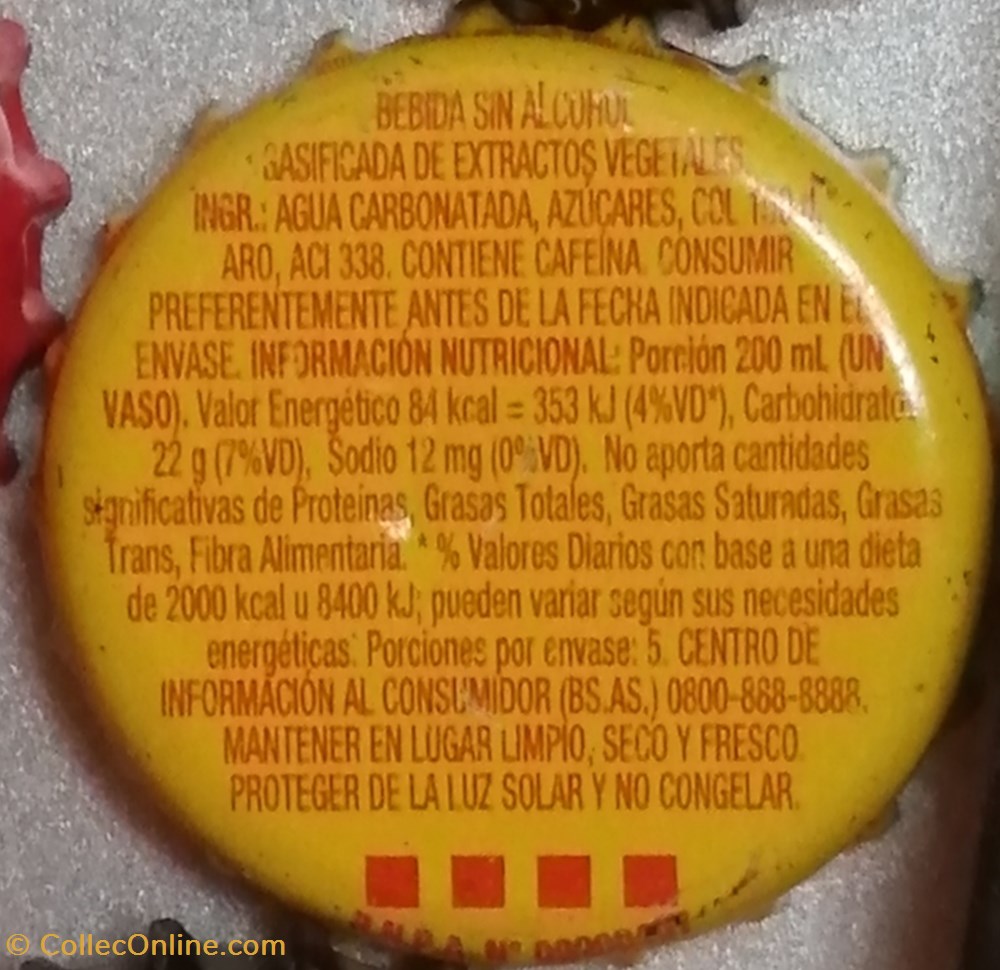 BEBIDA SIN ALCOHOL
GASIFICADA DE EXTRACTOS VEGETALES
INGR.: AGUA CARBONATADA, AZÚCARES, COL
ARO, ACI 338. CONTIENE CAFEÍNA. CONSUMIR
PREFERENTEMENTE ANTES DE LA FECHA INDICADA EN EL
ENVASE. INFORMACIÓN NUTRICIONAL: Porción 200 mL (UN
VASO). Valor Energético 84 kcal = 353 kJ (4%VD*), Carbohidratos
22 g (7%VD), Sodio 12 mg (0%VD). No aporta cantidades
significativas de Proteínas, Grasas Totales, Grasas Saturadas, Grasas
Trans, Fibra Alimentaria. * % Valores Diarios con base a una dieta
de 2000 kcal u 8400 kJ; pueden variar según sus necesidades
energéticas. Porciones por envase: 5. CENTRO DE
INFORMACIÓN AL CONSUMIDOR (BS.AS.) 0800-888-8888.
MANTENER EN LUGAR LIMPIO, SECO Y FRESCO.
PROTEGER DE LA LUZ SOLAR Y NO CONGELAR.
© CollecOnline.com